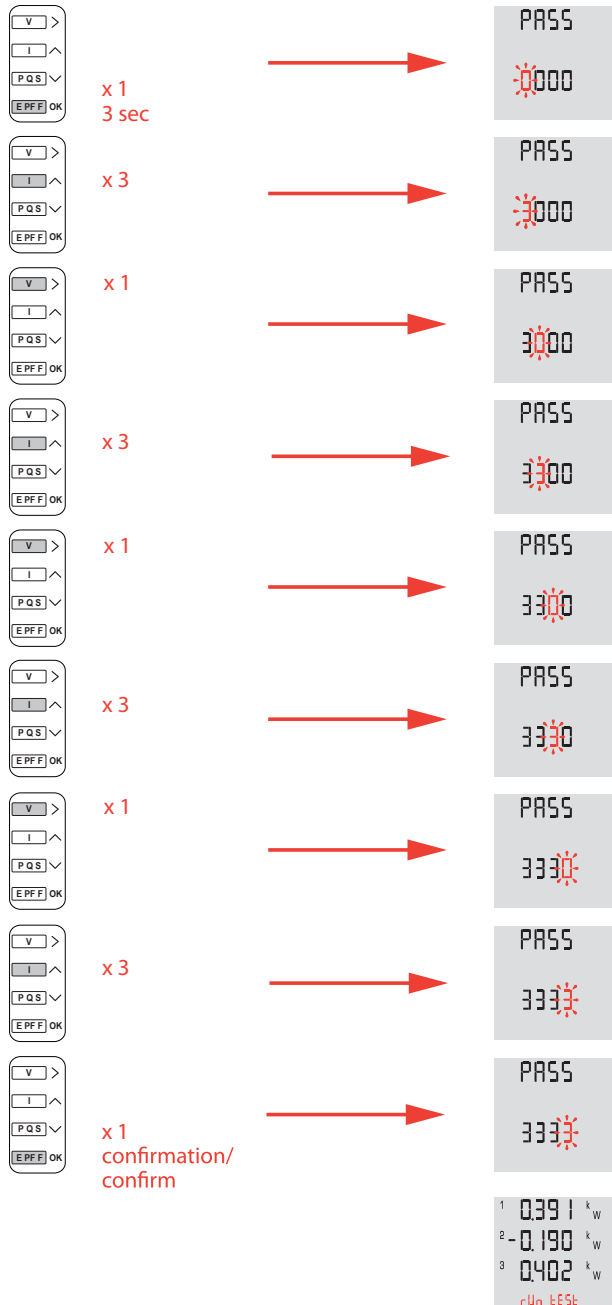 V >
I ^
PQS ˅
EPFF OK
x 1
3 sec
PASS
0000
V >
I ^
PQS ˅
EPFF OK
x 3
PASS
3000
V >
I ^
PQS ˅
EPFF OK
x 1
PASS
3000
V >
I ^
PQS ˅
EPFF OK
x 3
PASS
3300
V >
I ^
PQS ˅
EPFF OK
x 1
PASS
3300
V >
I ^
PQS ˅
EPFF OK
x 3
PASS
3330
V >
I ^
PQS ˅
EPFF OK
x 1
PASS
3330
V >
I ^
PQS ˅
EPFF OK
x 3
PASS
3333
V >
I ^
PQS ˅
EPFF OK
x 1
confirmation/
confirm
PASS
3333
1 0.391 kW
2 -0.190 kW
3 0.402 kW
rUn tESt